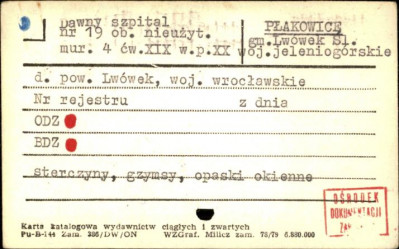 Dawny szpital
nr 19 ob. nieużyt.
mur. 4 ćw.XIX w.p.XX
PŁAKOWICE
gm.Lwówek Śl.
woj.jeleniogórskie
d. pow. Lwówek, woj. wrocławskie
Nr rejestru z dnia
ODZ
BDZ
sterczyny, gzymsy, opaski okienne
Karta katalogowa wydawnictw ciągłych i zwartych
Pu-B-144 Zam. 306/DW/ON WZGraf. Milicz zam. 78/79 6.880.000
OŚRODEK
DOKUMENTACJI